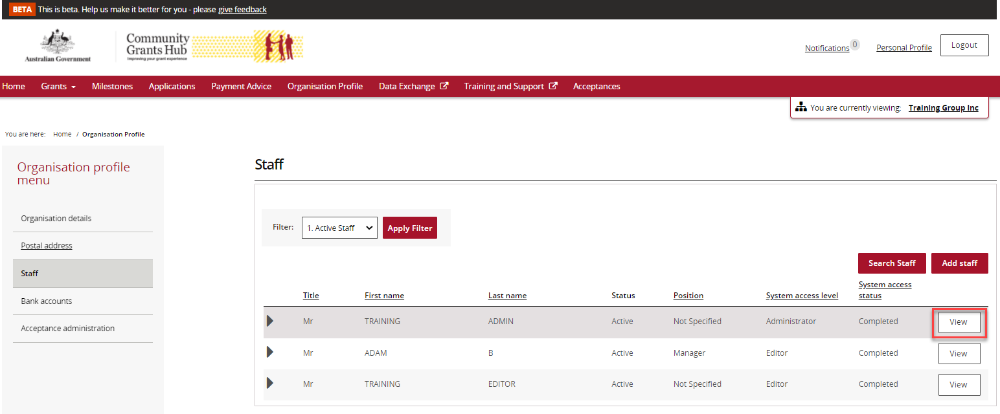 BETA This is beta. Help us make it better for you - please give feedback
Australian Government
Community
Grants Hub
Improving your grant experience
Notifications 0 Personal Profile Logout
Home Grants Milestones Applications Payment Advice Organisation Profile Data Exchange Training and Support Acceptances
You are currently viewing: Training Group Inc
You are here: Home / Organisation Profile
Organisation profile
menu
Organisation details
Postal address
Staff
Bank accounts
Acceptance administration
Staff
Filter: 1. Active Staff Apply Filter
Search Staff Add staff
Title First name Last name Status Position System access level System access
status
Mr TRAINING ADMIN Active Not Specified Administrator Completed View
Mr ADAM B Active Manager Editor Completed View
Mr TRAINING EDITOR Active Not Specified Editor Completed View